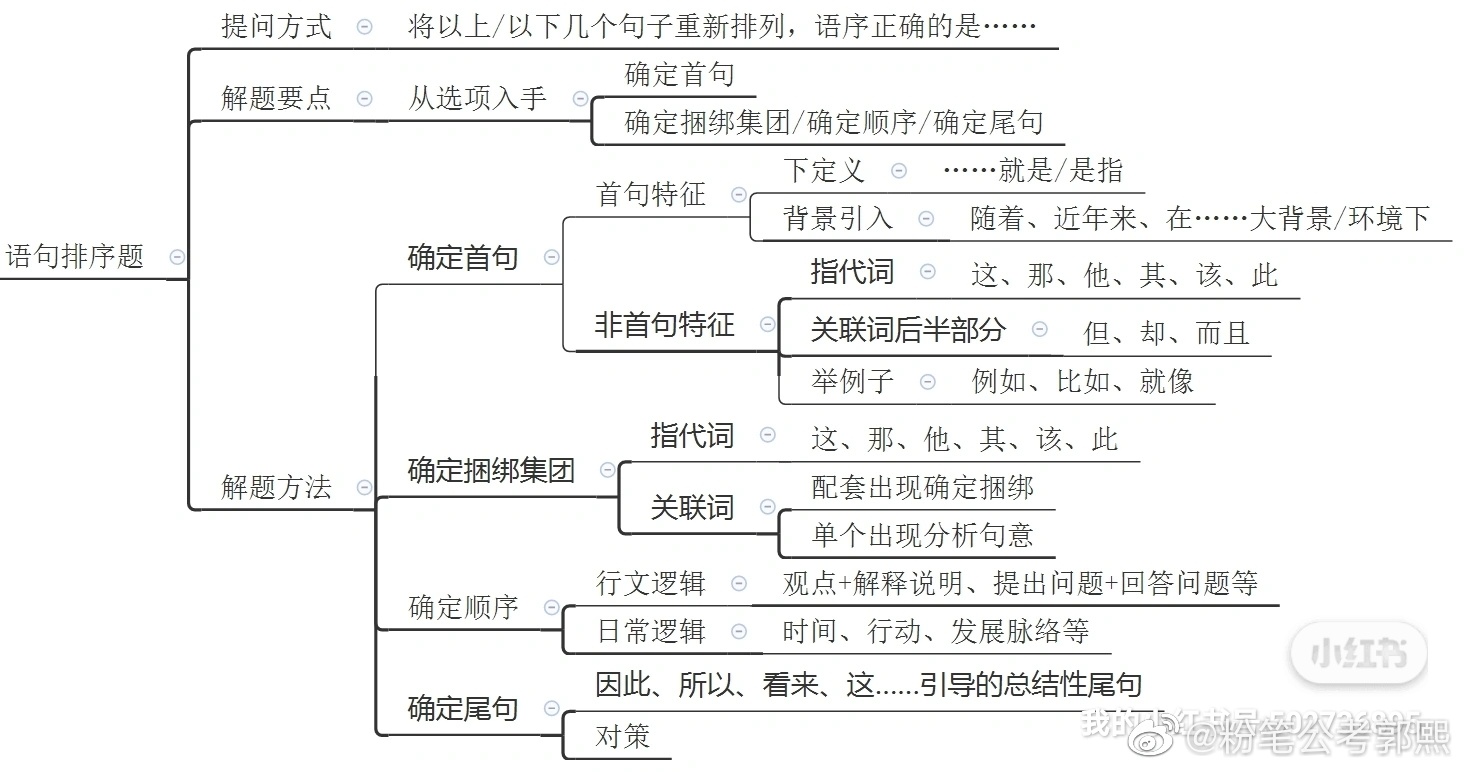 提问方式 将以上/以下几个句子重新排列，语序正确的是……
解题要点 从选项入手
确定首句
确定捆绑集团/确定顺序/确定尾句
语句排序题
解题方法
确定首句
首句特征
下定义 ……就是/是指
背景引入 随着、近年来、在……大背景/环境下
非首句特征
指代词 这、那、他、其、该、此
关联词后半部分 但、却、而且
举例子 例如、比如、就像
确定捆绑集团
指代词 这、那、他、其、该、此
关联词
配套出现确定捆绑
单个出现分析句意
确定顺序
行文逻辑 观点+解释说明、提出问题+回答问题等
日常逻辑 时间、行动、发展脉络等
确定尾句
因此、所以、看来、这……引导的总结性尾句
对策
小红书
我的小红书号
@粉笔公考郭熙